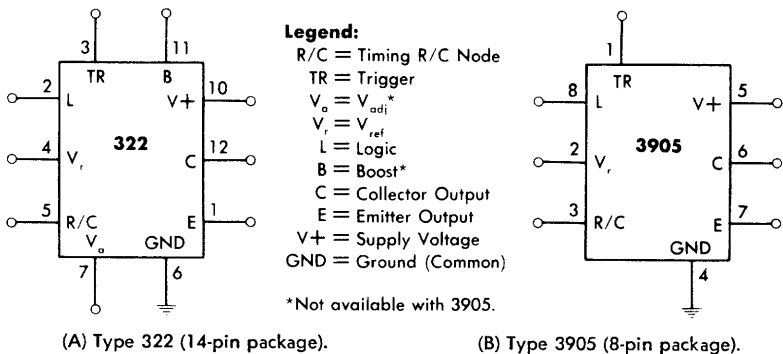 3
11
TR
B
2
L
V+
10
322
4
Vr
C
12
5
R/C
E
1
Va
GND
7
6
(A) Type 322 (14-pin package).
Legend:
R/C = Timing R/C Node
TR = Trigger
Va = Vadj*
Vr = Vref
L = Logic
B = Boost*
C = Collector Output
E = Emitter Output
V+ = Supply Voltage
GND = Ground (Common)
*Not available with 3905.
1
TR
8
L
V+
5
3905
2
Vr
C
6
3
R/C
E
7
GND
4
(B) Type 3905 (8-pin package).